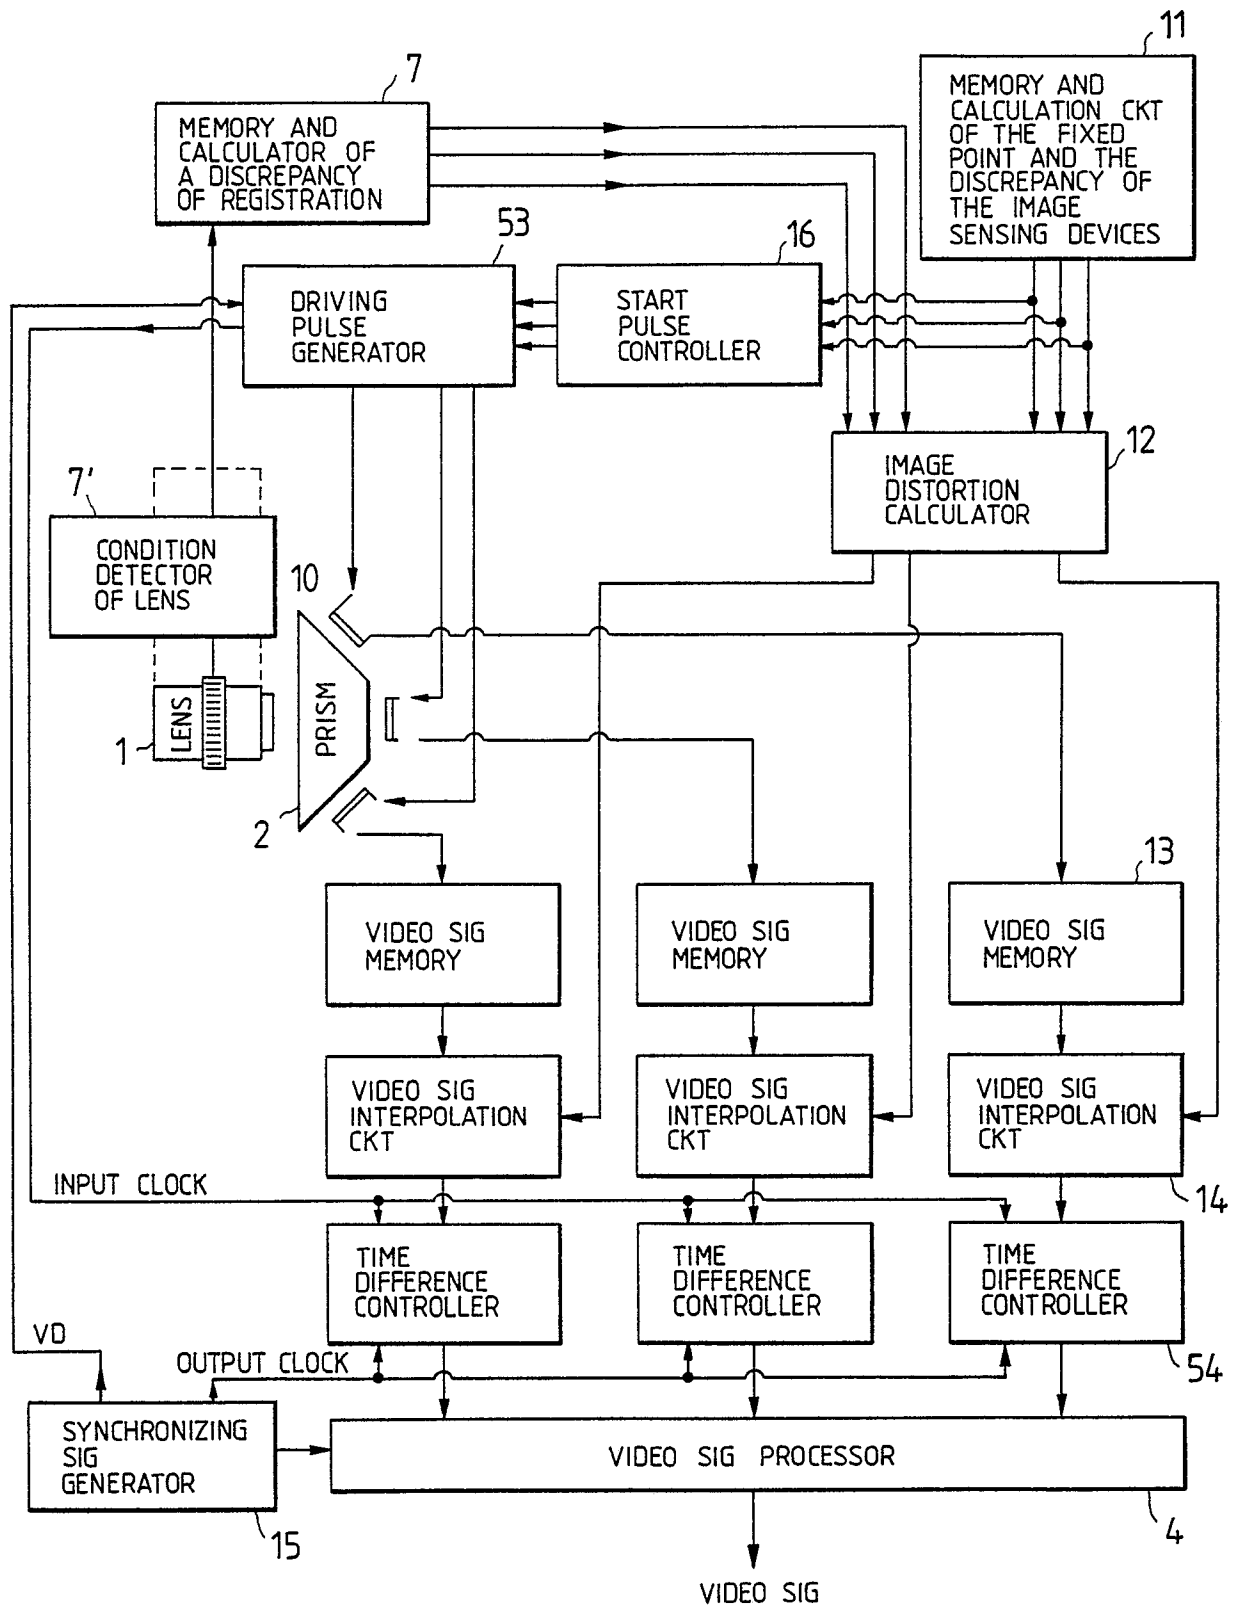 11
7
MEMORY AND
CALCULATION CKT
OF THE FIXED
POINT AND THE
DISCREPANCY OF
THE IMAGE
SENSING DEVICES
MEMORY AND
CALCULATOR OF
A DISCREPANCY
OF REGISTRATION
53
16
DRIVING
PULSE
GENERATOR
START
PULSE
CONTROLLER
12
IMAGE
DISTORTION
CALCULATOR
7'
CONDITION
DETECTOR
OF LENS
10
LENS
PRISM
1
2
13
VIDEO SIG
MEMORY
VIDEO SIG
MEMORY
VIDEO SIG
MEMORY
VIDEO SIG
INTERPOLATION
CKT
VIDEO SIG
INTERPOLATION
CKT
VIDEO SIG
INTERPOLATION
CKT
INPUT CLOCK
14
TIME
DIFFERENCE
CONTROLLER
TIME
DIFFERENCE
CONTROLLER
TIME
DIFFERENCE
CONTROLLER
VD
OUTPUT CLOCK
54
SYNCHRONIZING
SIG
GENERATOR
VIDEO SIG PROCESSOR
15
4
VIDEO SIG